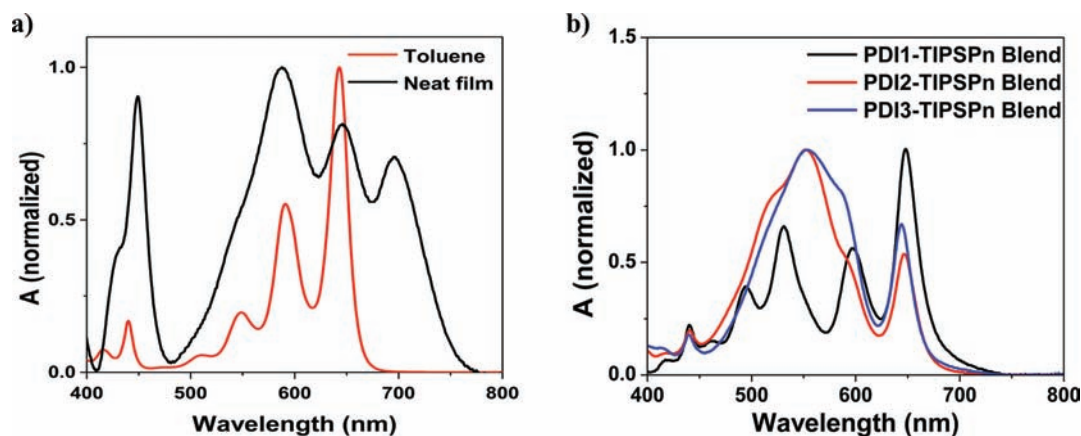 a)
Toluene
Neat film
1.0
0.5
0.0
400 500 600 700 800
Wavelength (nm)
A (normalized)
b)
PDI1-TIPSPn Blend
PDI2-TIPSPn Blend
PDI3-TIPSPn Blend
1.5
1.0
0.5
0.0
400 500 600 700 800
Wavelength (nm)
A (normalized)